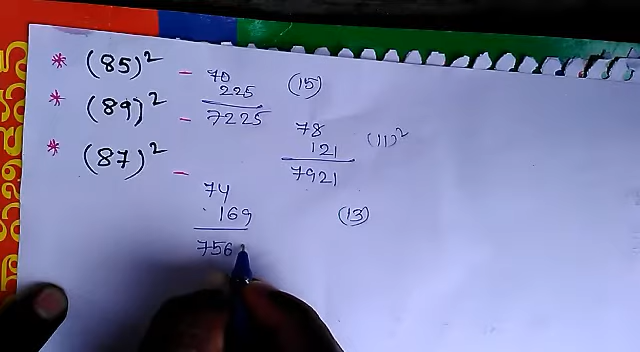 * (85)² - 70 (15)
225
7225
* (89)² - 78 (11)²
121
7921
* (87)² - 74
169 (13)
756